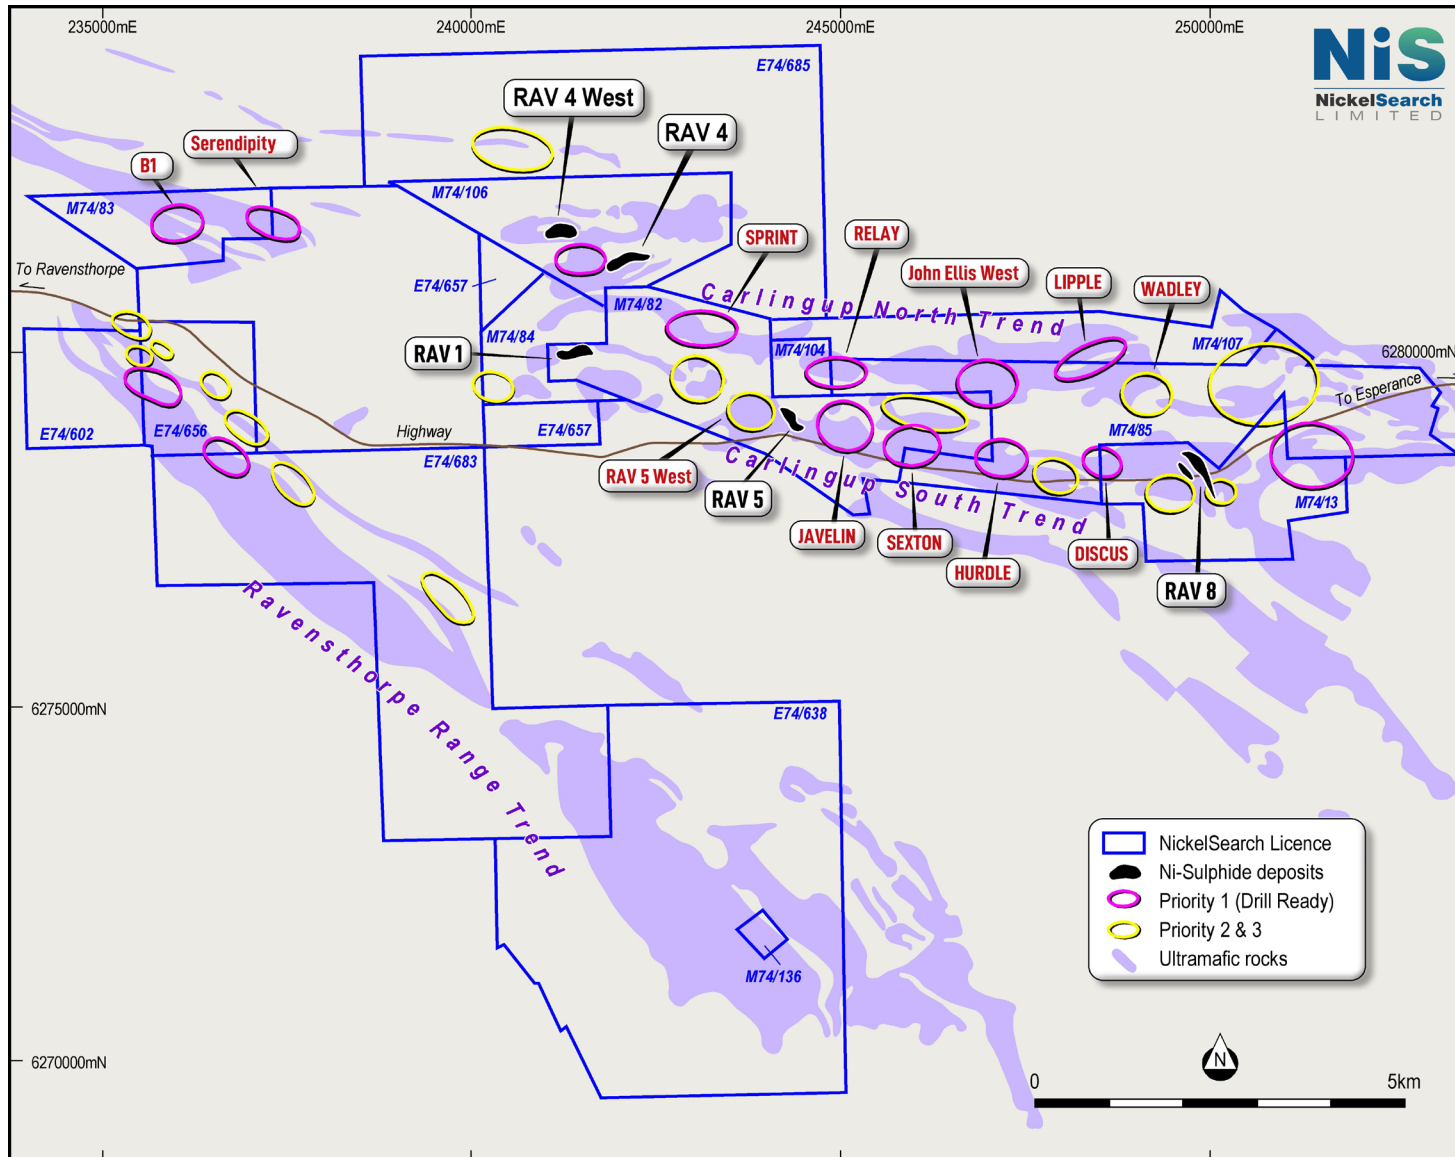 235000mE
240000mE
245000mE
250000mE
NiS
NickelSearch
LIMITED
E74/685
RAV 4 West
RAV 4
Serendipity
B1
M74/83
M74/106
SPRINT
RELAY
John Ellis West
LIPPLE
WADLEY
To Ravensthorpe
E74/657
M74/82
Carlingup North Trend
M74/84
M74/104
M74/107
6280000mN
RAV 1
To Esperance
E74/602
E74/656
Highway
E74/657
M74/85
E74/683
RAV 5 West
RAV 5
Carlingup South Trend
M74/13
JAVELIN
SEXTON
HURDLE
DISCUS
RAV 8
Ravensthorpe Range Trend
6275000mN
E74/638
NickelSearch Licence
Ni-Sulphide deposits
Priority 1 (Drill Ready)
Priority 2 & 3
Ultramafic rocks
M74/136
6270000mN
N
0
5km